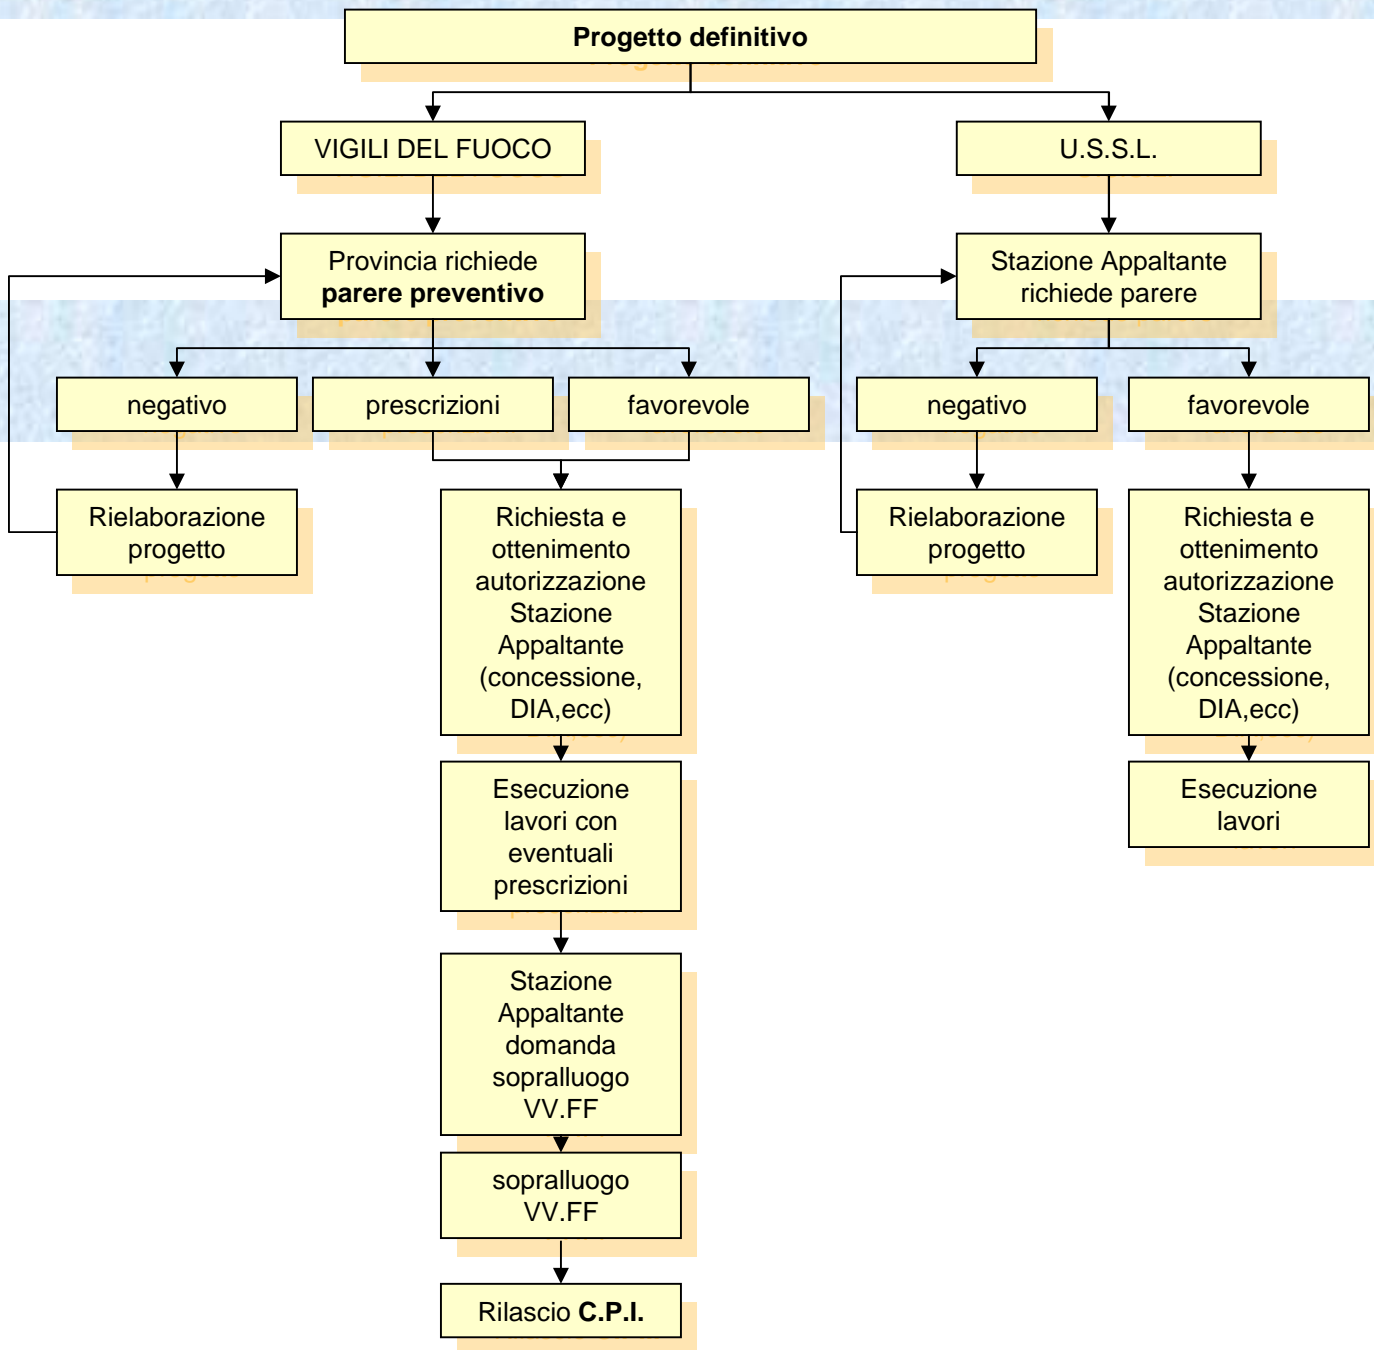 Progetto definitivo
VIGILI DEL FUOCO
U.S.S.L.
Provincia richiede
parere preventivo
Stazione Appaltante
richiede parere
negativo
prescrizioni
favorevole
negativo
favorevole
Rielaborazione
progetto
Richiesta e
ottenimento
autorizzazione
Stazione
Appaltante
(concessione,
DIA,ecc)
Rielaborazione
progetto
Richiesta e
ottenimento
autorizzazione
Stazione
Appaltante
(concessione,
DIA,ecc)
Esecuzione
lavori con
eventuali
prescrizioni
Esecuzione
lavori
Stazione
Appaltante
domanda
sopralluogo
VV.FF
sopralluogo
VV.FF
Rilascio C.P.I.